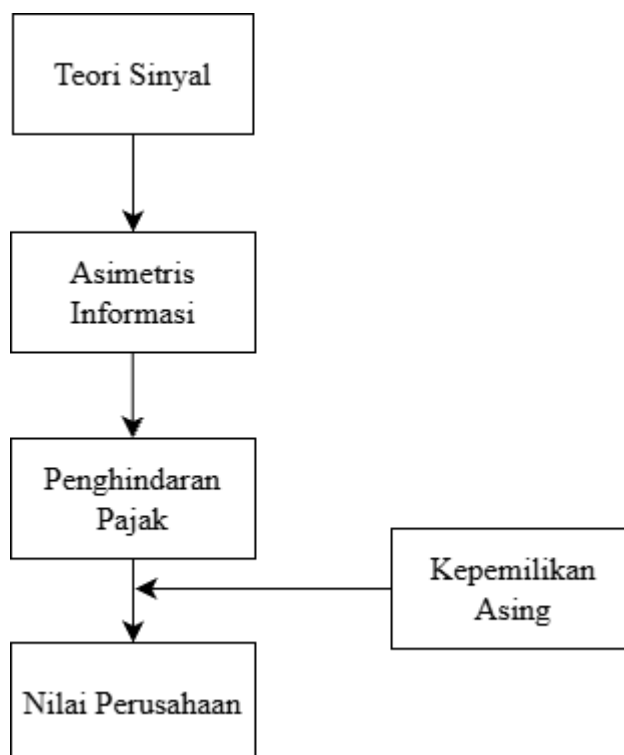 Teori Sinyal
Asimetris
Informasi
Penghindaran
Pajak
Kepemilikan
Asing
Nilai Perusahaan